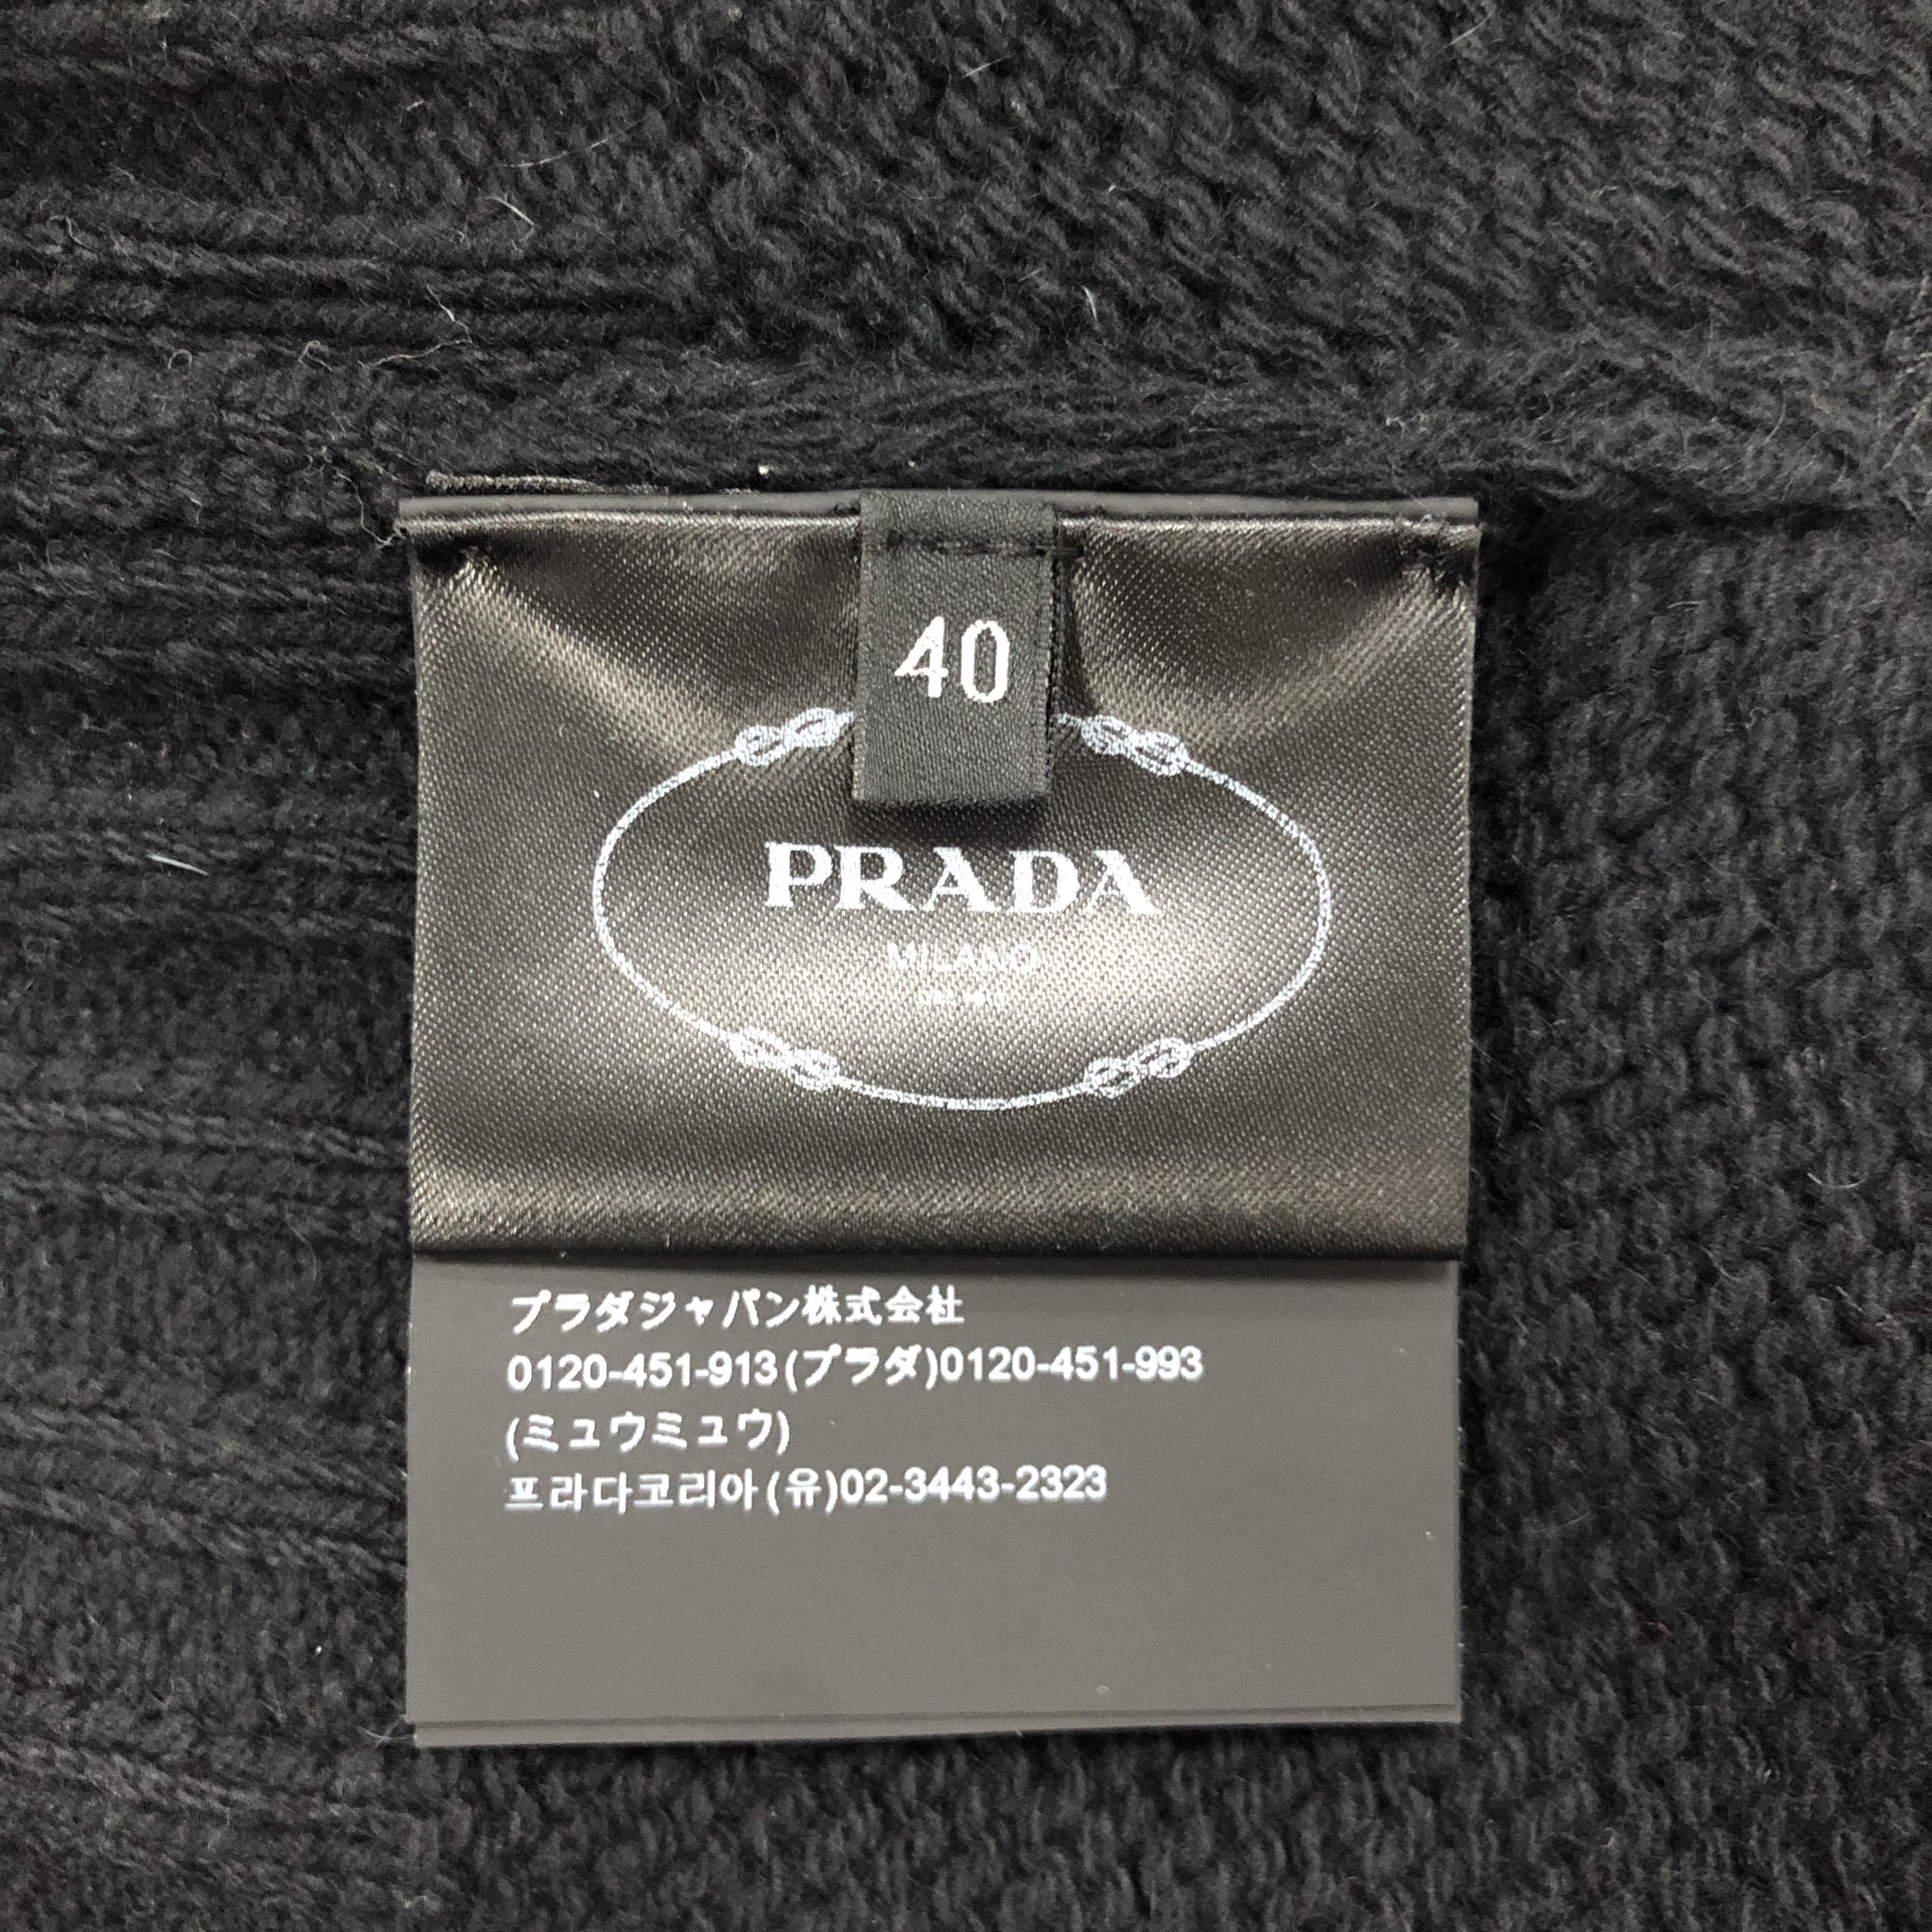 40
PRADA
MILANO
プラダジャパン株式会社
0120-451-913(プラダ)0120-451-993
(ミュウミュウ)
프라다코리아(유)02-3443-2323